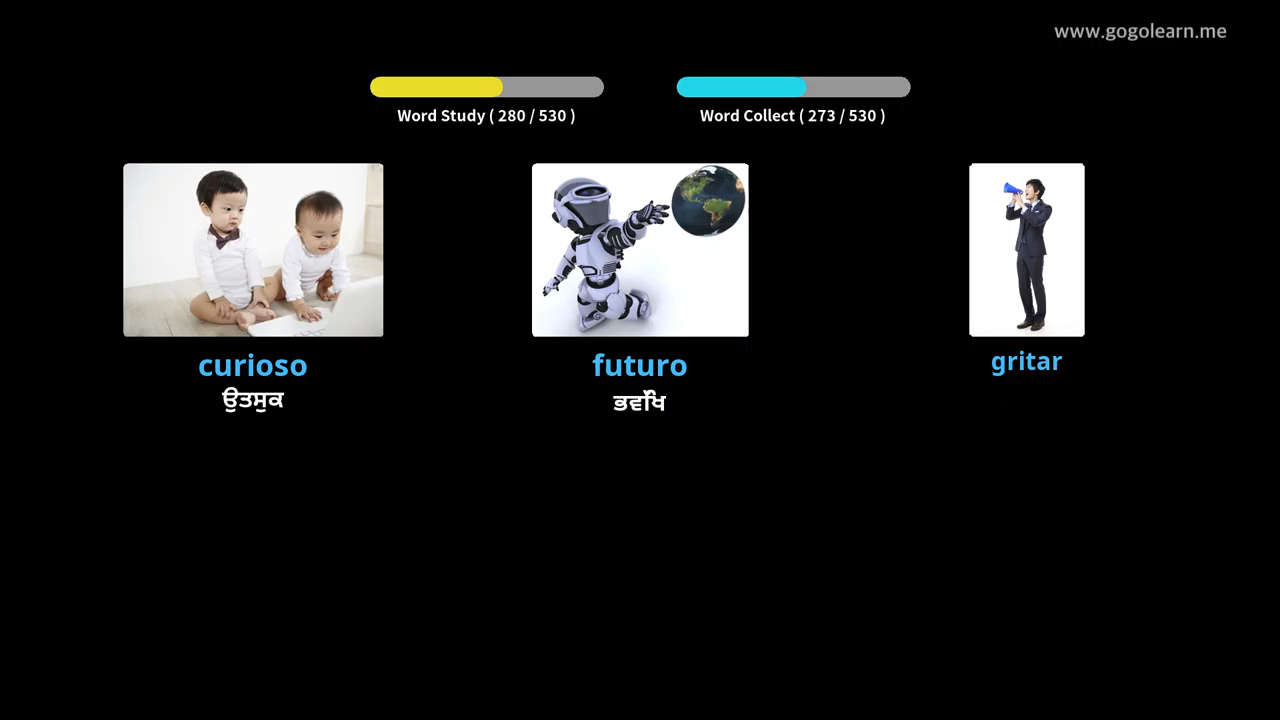 www.gogolearn.me
Word Study ( 280 / 530 )
Word Collect ( 273 / 530 )
curioso
ਉਤਸੁਕ
futuro
ਭਵੱਖਿ
gritar